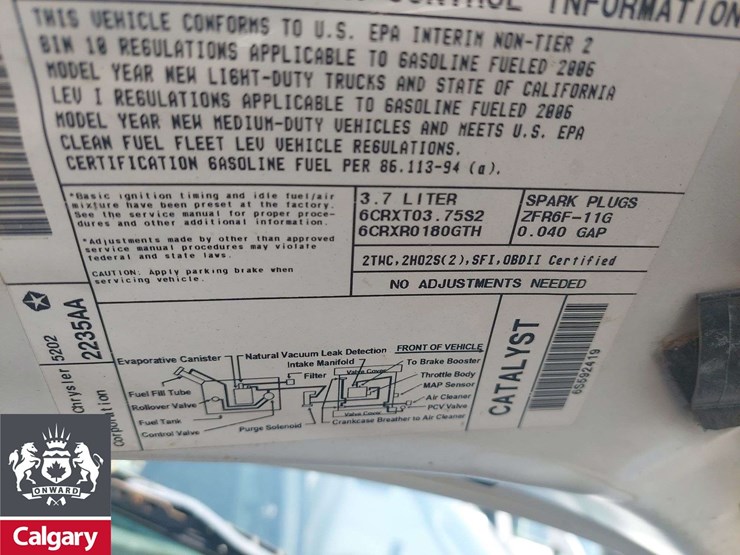 CONTROL INFORMATION
THIS VEHICLE CONFORMS TO U.S. EPA INTERIM NON-TIER 2
BIN 10 REGULATIONS APPLICABLE TO GASOLINE FUELED 2006
MODEL YEAR NEW LIGHT-DUTY TRUCKS AND STATE OF CALIFORNIA
LEV I REGULATIONS APPLICABLE TO GASOLINE FUELED 2006
MODEL YEAR NEW MEDIUM-DUTY VEHICLES AND MEETS U.S. EPA
CLEAN FUEL FLEET LEV VEHICLE REGULATIONS.
CERTIFICATION GASOLINE FUEL PER 86.113-94 (a).
*Basic ignition timing and idle fuel/air
mixture have been preset at the factory.
See the service manual for proper proce-
dures and other additional information.
*Adjustments made by other than approved
service manual procedures may violate
federal and state laws.
CAUTION: Apply parking brake when
servicing vehicle.
3.7 LITER
6CRXT03.75S2
6CRXR0180GTH
SPARK PLUGS
ZFR6F-11G
0.040 GAP
2TWC,2HO2S(2),SFI,OBDII Certified
NO ADJUSTMENTS NEEDED
Chrysler
Corporation
5202
2235AA
Evaporative Canister
Natural Vacuum Leak Detection
Intake Manifold
Filter
Fuel Fill Tube
Rollover Valve
Fuel Tank
Control Valve
Purge Solenoid
FRONT OF VEHICLE
To Brake Booster
Valve Cover
Throttle Body
MAP Sensor
Air Cleaner
PCV Valve
Valve Cover
Crankcase Breather to Air Cleaner
CATALYST
6S592419
ONWARD
Calgary